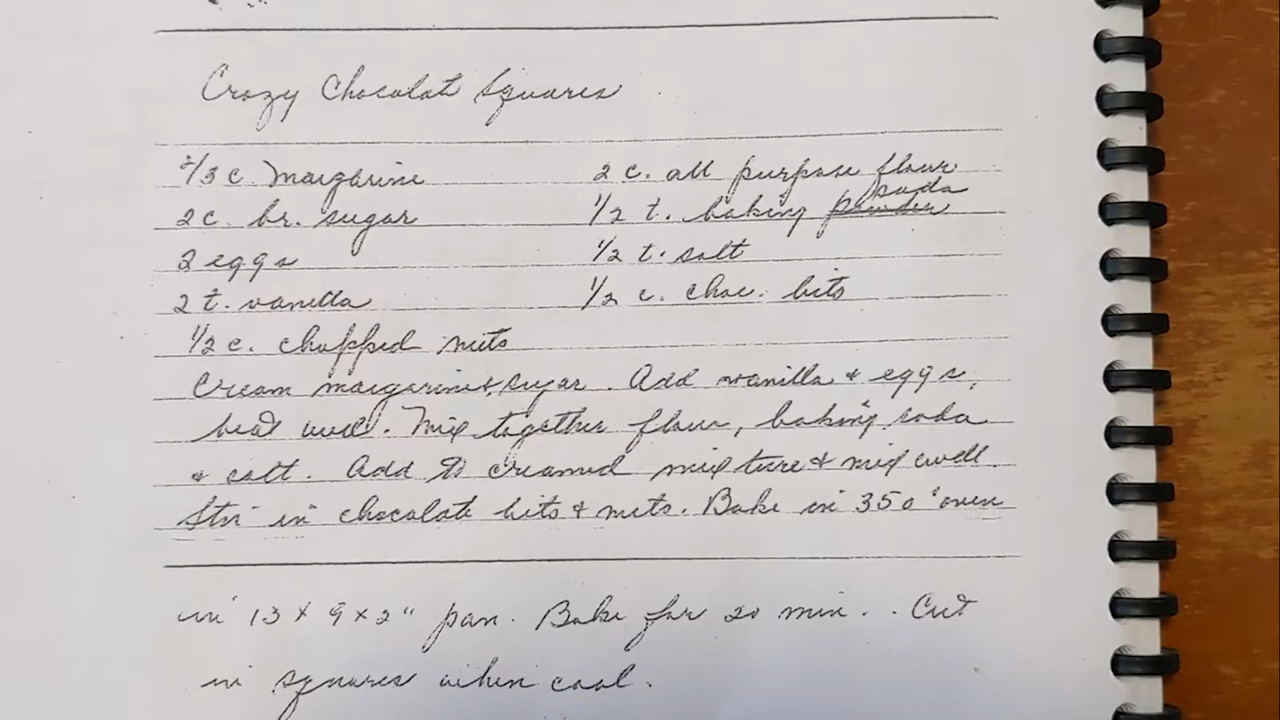 Crazy Chocolat Squares
2/3 c. Margarine
2 c. all purpose flour
2 c. br. sugar
1/2 t. baking soda
2 eggs
1/2 t. salt
2 t. vanilla
1/2 c. choc. bits
1/2 c. chopped nuts
Cream margarine & sugar. Add vanilla & eggs,
beat well. Mix together flour, baking soda
& salt. Add to creamed mixture & mix well.
Stir in chocolate bits & nuts. Bake in 350° oven
in 13 x 9 x 2" pan. Bake for 20 min.. Cut
in squares when cool.